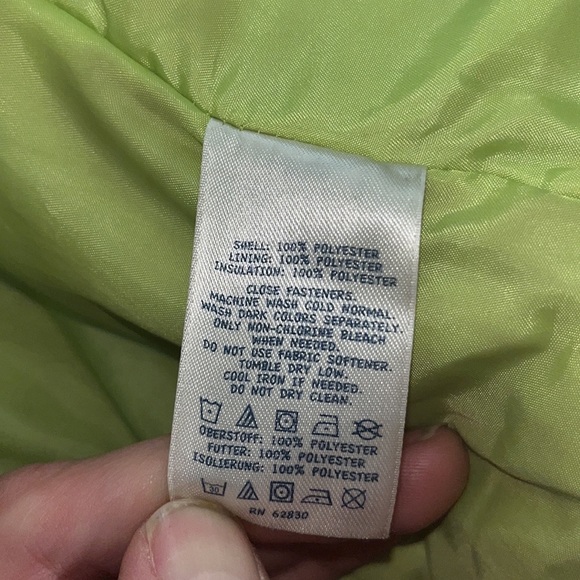 SHELL: 100% POLYESTER
LINING: 100% POLYESTER
INSULATION: 100% POLYESTER
CLOSE FASTENERS.
MACHINE WASH COLD NORMAL.
WASH DARK COLORS SEPARATELY.
ONLY NON-CHLORINE BLEACH
WHEN NEEDED.
DO NOT USE FABRIC SOFTENER.
TUMBLE DRY LOW.
COOL IRON IF NEEDED.
DO NOT DRY CLEAN.
OBERSTOFF: 100% POLYESTER
FUTTER: 100% POLYESTER
ISOLIERUNG: 100% POLYESTER
30
RN 62830